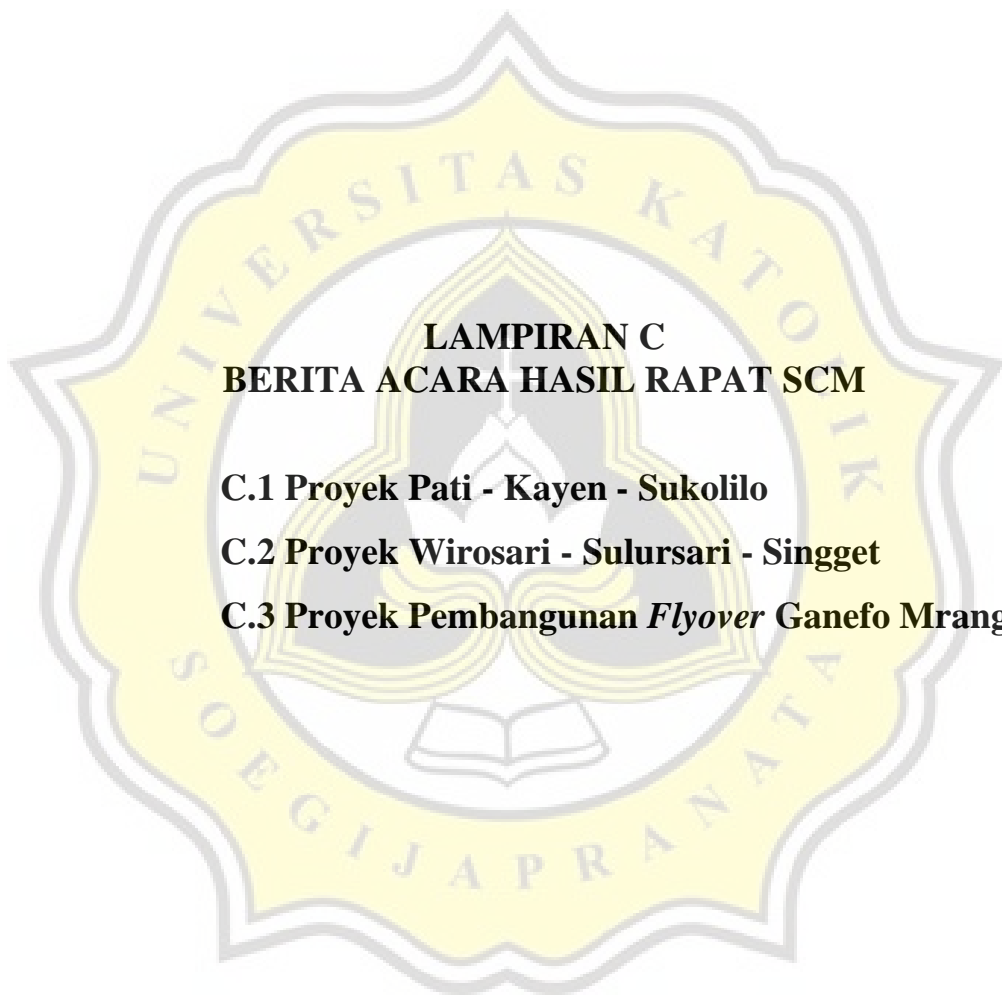 LAMPIRAN C
BERITA ACARA HASIL RAPAT SCM
C.1 Proyek Pati - Kayen - Sukolilo
C.2 Proyek Wirosari - Sulursari - Singget
C.3 Proyek Pembangunan Flyover Ganefo Mrang
UNIVERSITAS KATOLIK
SOEGIJAPRANATA